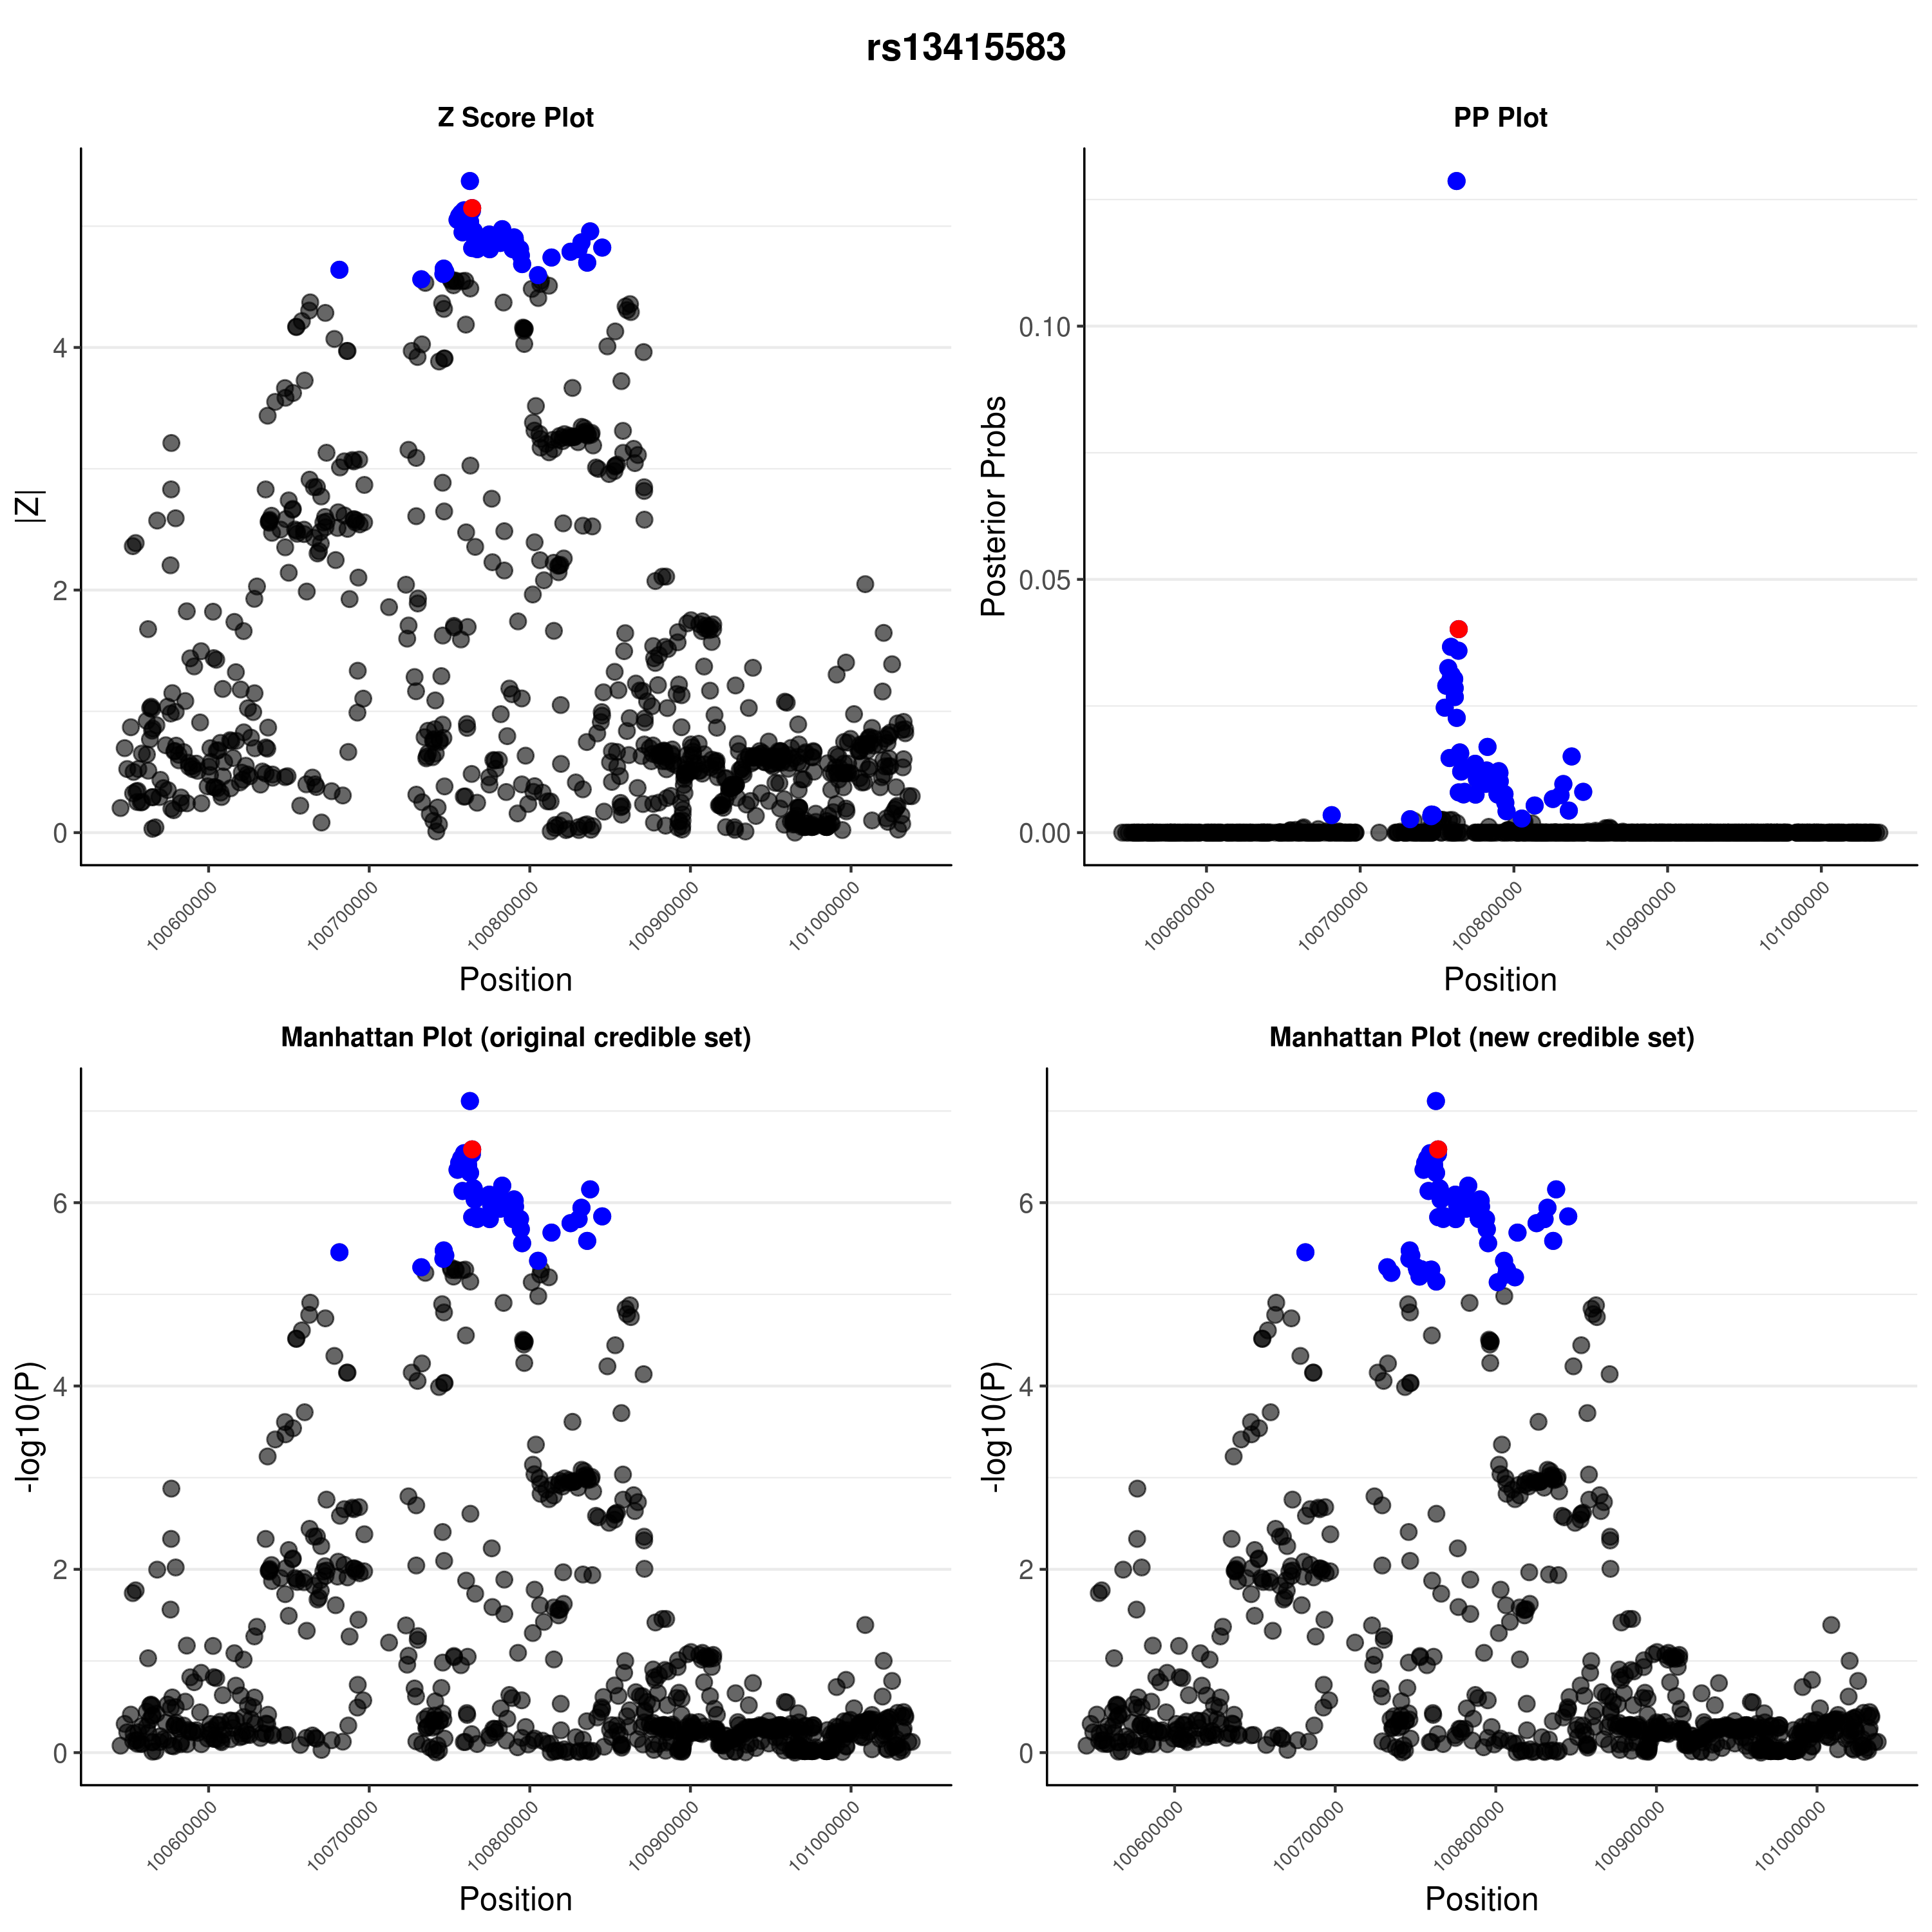 rs13415583
Z Score Plot
|Z|
4
2
0
100600000
100700000
100800000
100900000
101000000
Position
PP Plot
Posterior Probs
0.10
0.05
0.00
100600000
100700000
100800000
100900000
101000000
Position
Manhattan Plot (original credible set)
-log10(P)
6
4
2
0
100600000
100700000
100800000
100900000
101000000
Position
Manhattan Plot (new credible set)
-log10(P)
6
4
2
0
100600000
100700000
100800000
100900000
101000000
Position